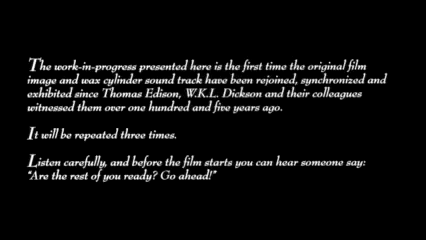 The work-in-progress presented here is the first time the original film
image and wax cylinder sound track have been rejoined, synchronized and
exhibited since Thomas Edison, W.K.L. Dickson and their colleagues
witnessed them over one hundred and five years ago.
It will be repeated three times.
Listen carefully, and before the film starts you can hear someone say:
"Are the rest of you ready? Go ahead!"